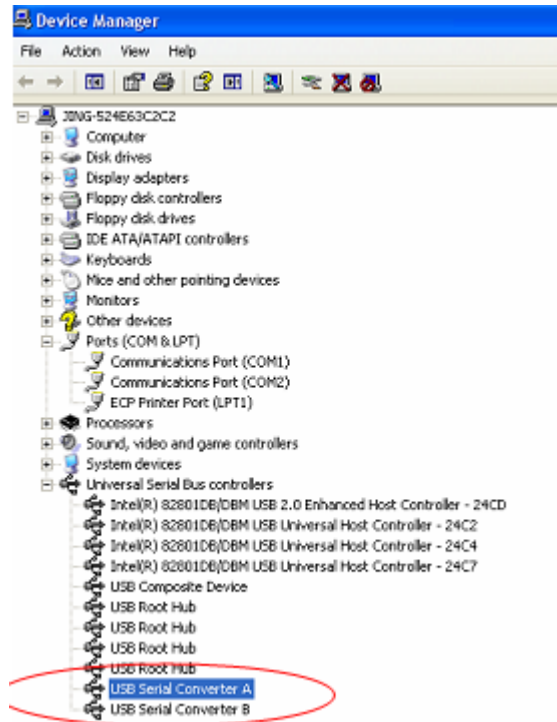 Device Manager
File Action View Help
JING-524E63C2C2
Computer
Disk drives
Display adapters
Floppy disk controllers
Floppy disk drives
IDE ATA/ATAPI controllers
Keyboards
Mice and other pointing devices
Monitors
Other devices
Ports (COM & LPT)
Communications Port (COM1)
Communications Port (COM2)
ECP Printer Port (LPT1)
Processors
Sound, video and game controllers
System devices
Universal Serial Bus controllers
Intel(R) 82801DB/DBM USB 2.0 Enhanced Host Controller - 24CD
Intel(R) 82801DB/DBM USB Universal Host Controller - 24C2
Intel(R) 82801DB/DBM USB Universal Host Controller - 24C4
Intel(R) 82801DB/DBM USB Universal Host Controller - 24C7
USB Composite Device
USB Root Hub
USB Root Hub
USB Root Hub
USB Root Hub
USB Serial Converter A
USB Serial Converter B